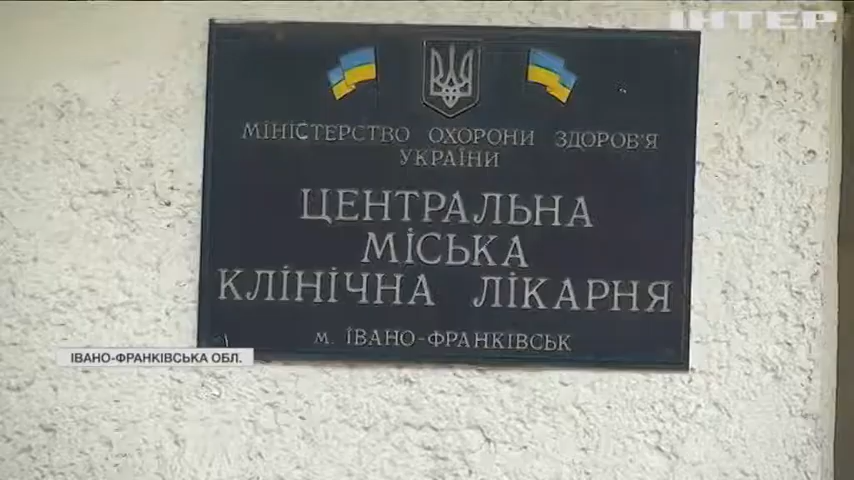 ІНТЕР
МІНІСТЕРСТВО ОХОРОНИ ЗДОРОВ'Я
УКРАЇНИ
ЦЕНТРАЛЬНА
МІСЬКА
КЛІНІЧНА ЛІКАРНЯ
м. ІВАНО-ФРАНКІВСЬК
ІВАНО-ФРАНКІВСЬКА ОБЛ.